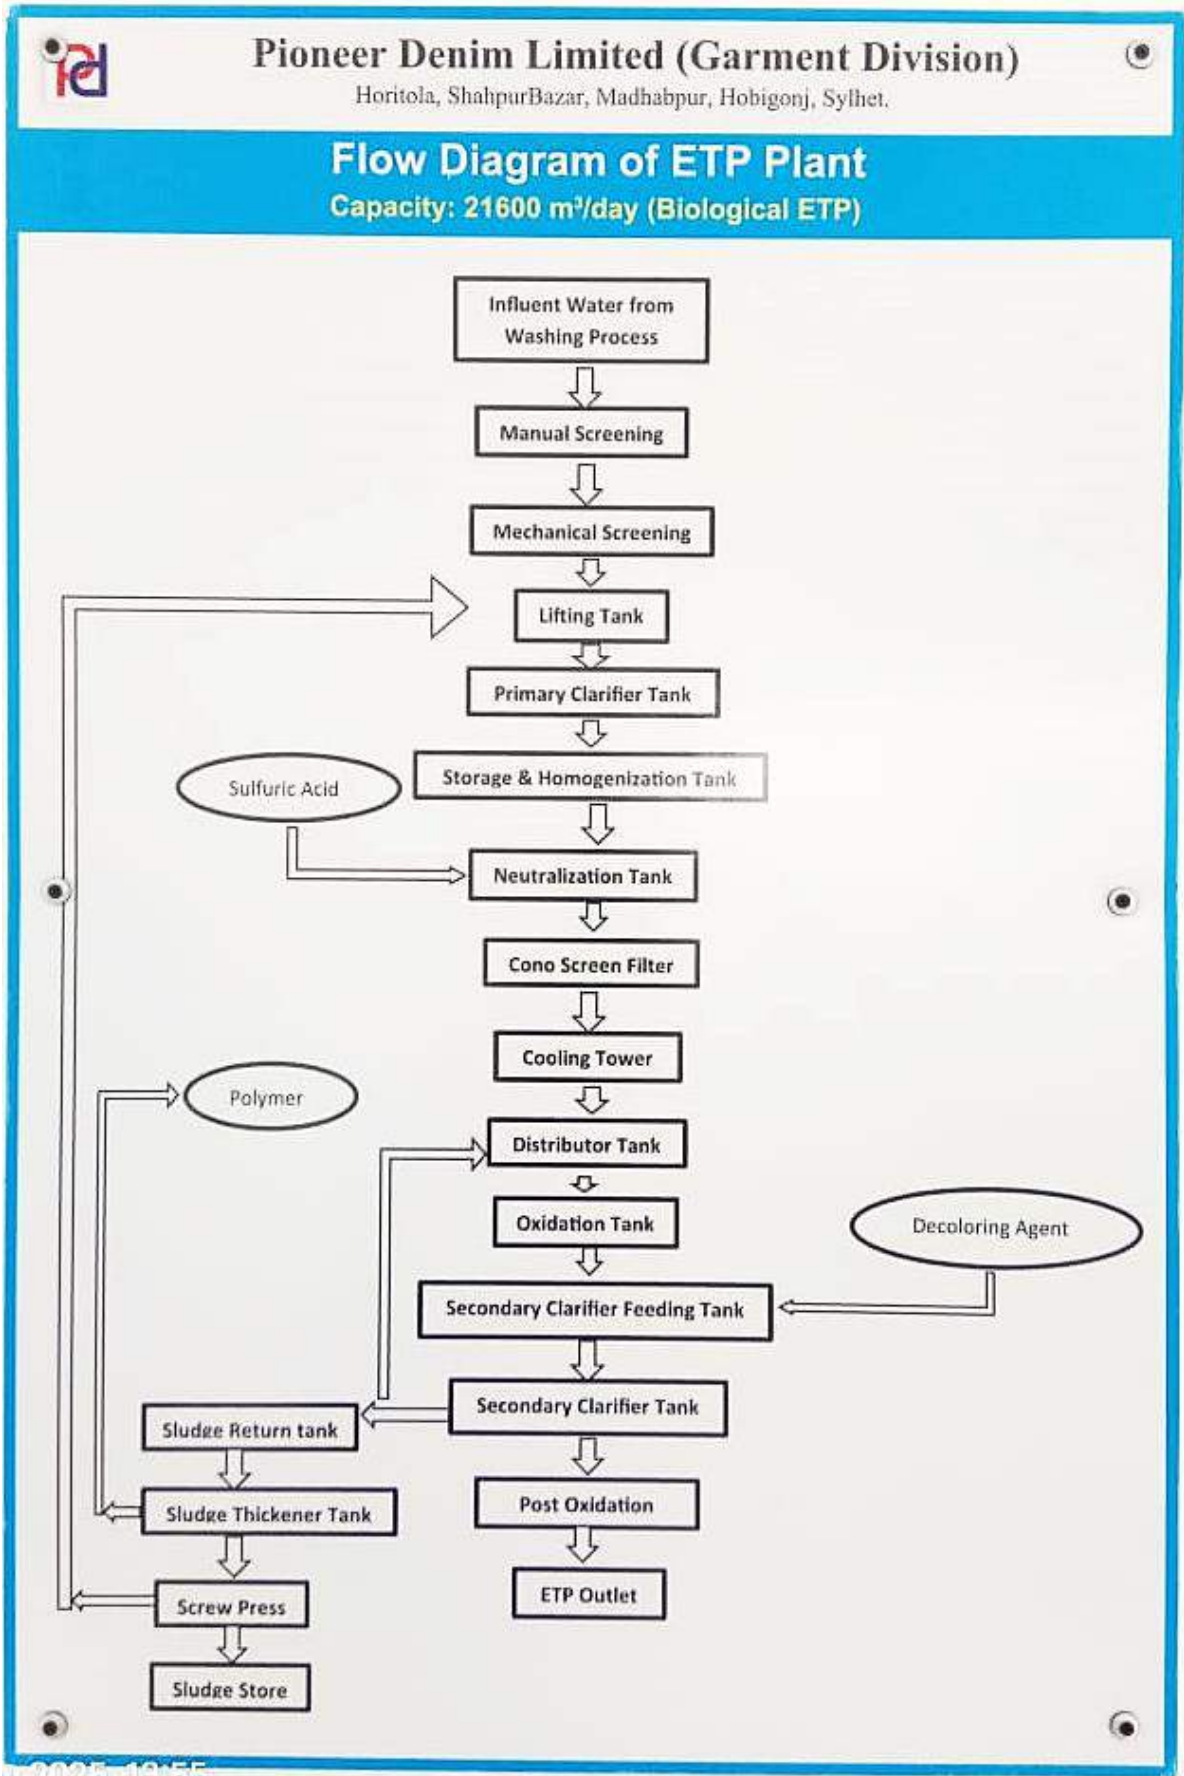 pd
Pioneer Denim Limited (Garment Division)
Horitola, ShahpurBazar, Madhabpur, Hobigonj, Sylhet.
Flow Diagram of ETP Plant
Capacity: 21600 m³/day (Biological ETP)
Influent Water from
Washing Process
Manual Screening
Mechanical Screening
Lifting Tank
Primary Clarifier Tank
Storage & Homogenization Tank
Sulfuric Acid
Neutralization Tank
Cono Screen Filter
Cooling Tower
Polymer
Distributor Tank
Oxidation Tank
Decoloring Agent
Secondary Clarifier Feeding Tank
Secondary Clarifier Tank
Sludge Return tank
Post Oxidation
Sludge Thickener Tank
ETP Outlet
Screw Press
Sludge Store